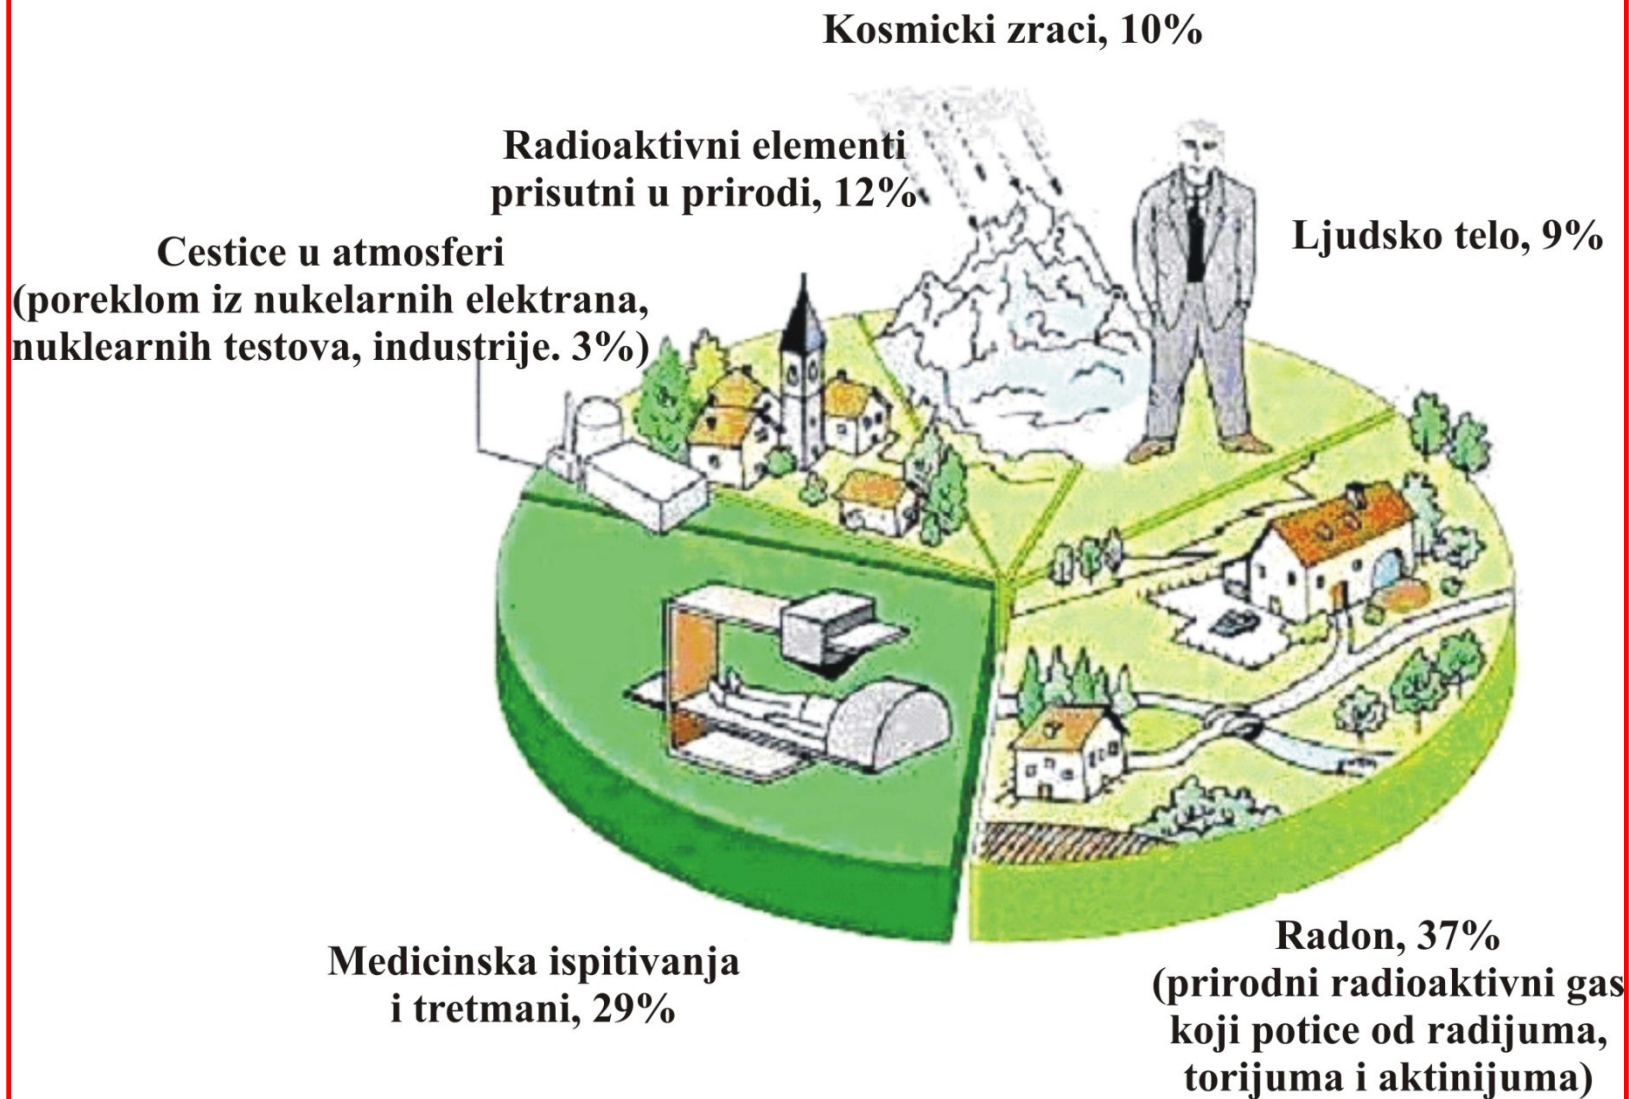 Kosmicki zraci, 10%
Radioaktivni elementi
prisutni u prirodi, 12%
Ljudsko telo, 9%
Cestice u atmosferi
(poreklom iz nukelarnih elektrana,
nuklearnih testova, industrije. 3%)
Medicinska ispitivanja
i tretmani, 29%
Radon, 37%
(prirodni radioaktivni gas
koji potice od radijuma,
torijuma i aktinijuma)